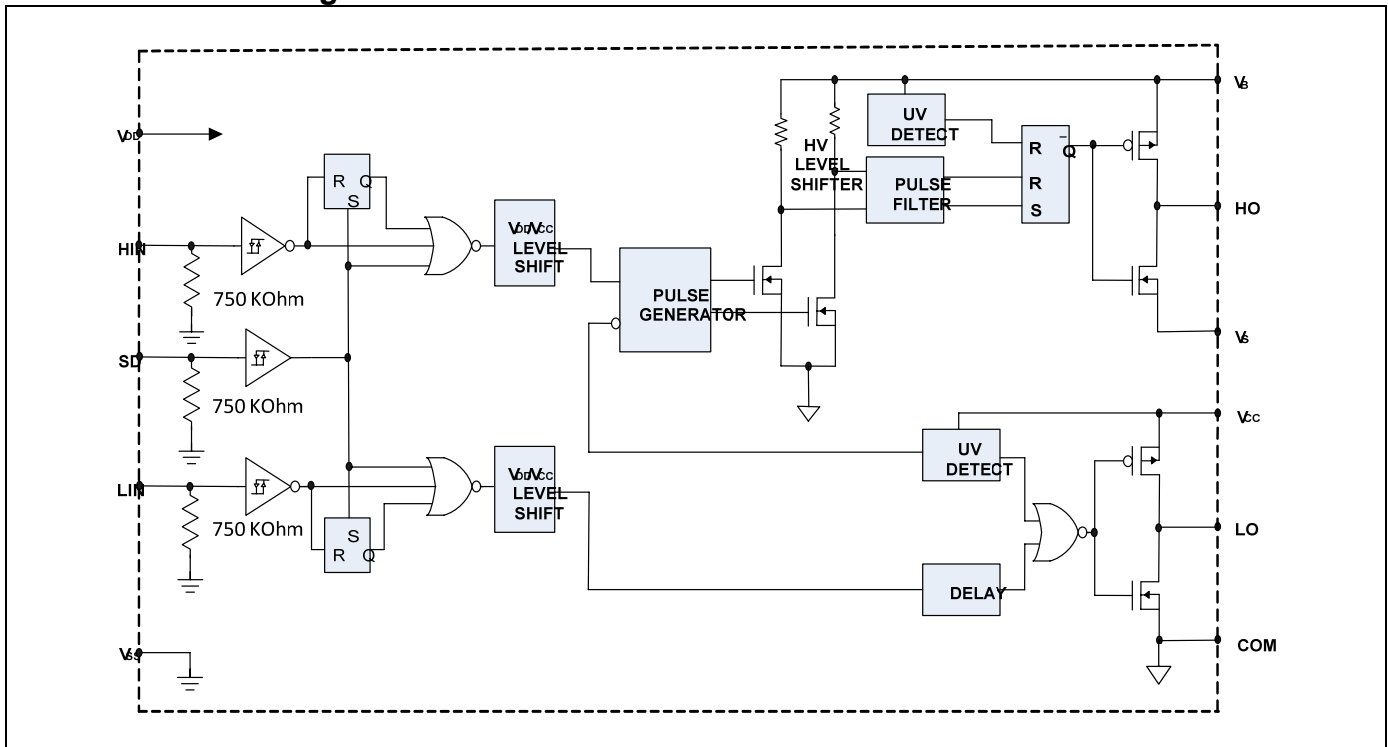 g
VDD
HIN
SD
LIN
VSS
R Q
S
750 KOhm
750 KOhm
750 KOhm
S
R Q
VDD/VCC
LEVEL
SHIFT
VDD/VCC
LEVEL
SHIFT
PULSE
GENERATOR
HV
LEVEL
SHIFTER
UV
DETECT
PULSE
FILTER
R Q
R
S
UV
DETECT
DELAY
VB
HO
VS
VCC
LO
COM